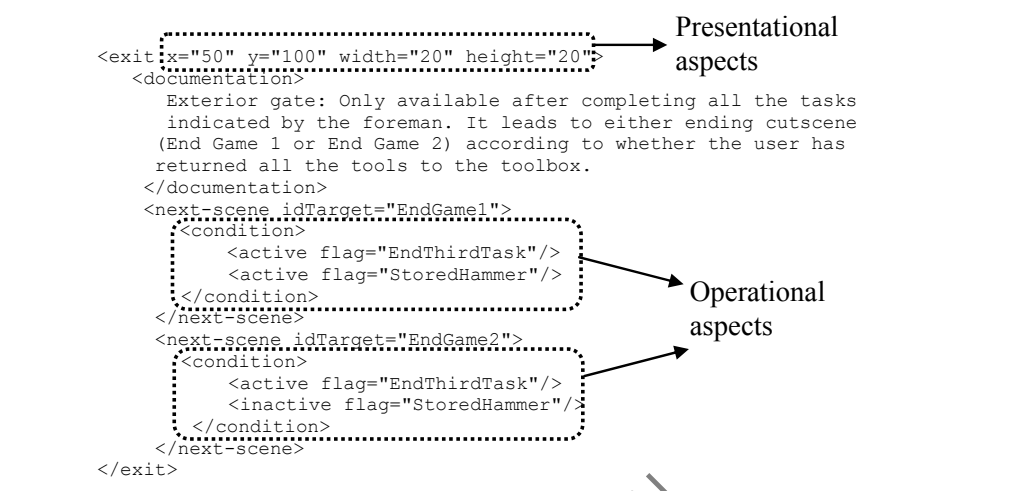 <exit x="50" y="100" width="20" height="20">
<documentation>
Exterior gate: Only available after completing all the tasks
indicated by the foreman. It leads to either ending cutscene
(End Game 1 or End Game 2) according to whether the user has
returned all the tools to the toolbox.
</documentation>
<next-scene idTarget="EndGame1">
<condition>
<active flag="EndThirdTask"/>
<active flag="StoredHammer"/>
</condition>
</next-scene>
<next-scene idTarget="EndGame2">
<condition>
<active flag="EndThirdTask"/>
<inactive flag="StoredHammer"/>
</condition>
</next-scene>
</exit>
Presentational
aspects
Operational
aspects